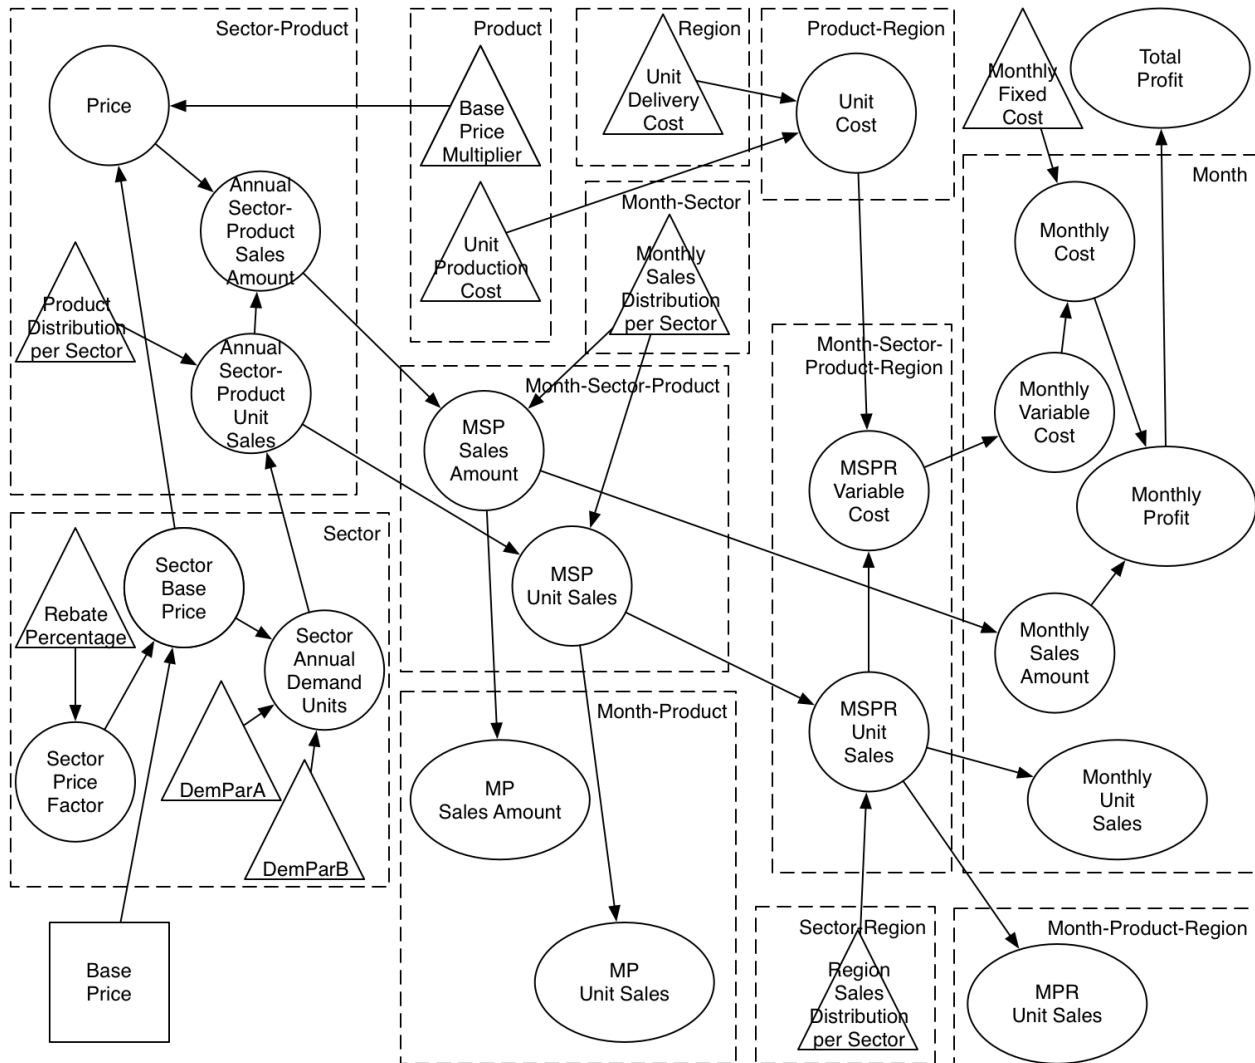 Sector-Product
Price
Annual
Sector-
Product
Sales
Amount
Product
Distribution
per Sector
Annual
Sector-
Product
Unit
Sales
Product
Base
Price
Multiplier
Unit
Production
Cost
Region
Unit
Delivery
Cost
Product-Region
Unit
Cost
Monthly
Fixed
Cost
Total
Profit
Month-Sector
Monthly
Sales
Distribution
per Sector
Month
Monthly
Cost
Monthly
Variable
Cost
Monthly
Profit
Monthly
Sales
Amount
Monthly
Unit
Sales
Month-Sector-Product
MSP
Sales
Amount
MSP
Unit Sales
Month-Sector-
Product-Region
MSPR
Variable
Cost
MSPR
Unit
Sales
Sector
Sector
Base
Price
Rebate
Percentage
Sector
Annual
Demand
Units
Sector
Price
Factor
DemParA
DemParB
Base
Price
Month-Product
MP
Sales Amount
MP
Unit Sales
Sector-Region
Region
Sales
Distribution
per Sector
Month-Product-Region
MPR
Unit Sales